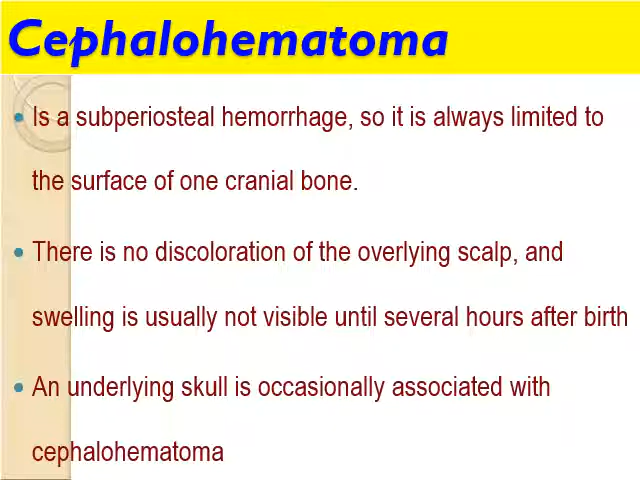 Cephalohematoma
• Is a subperiosteal hemorrhage, so it is always limited to
the surface of one cranial bone.
• There is no discoloration of the overlying scalp, and
swelling is usually not visible until several hours after birth
• An underlying skull is occasionally associated with
cephalohematoma